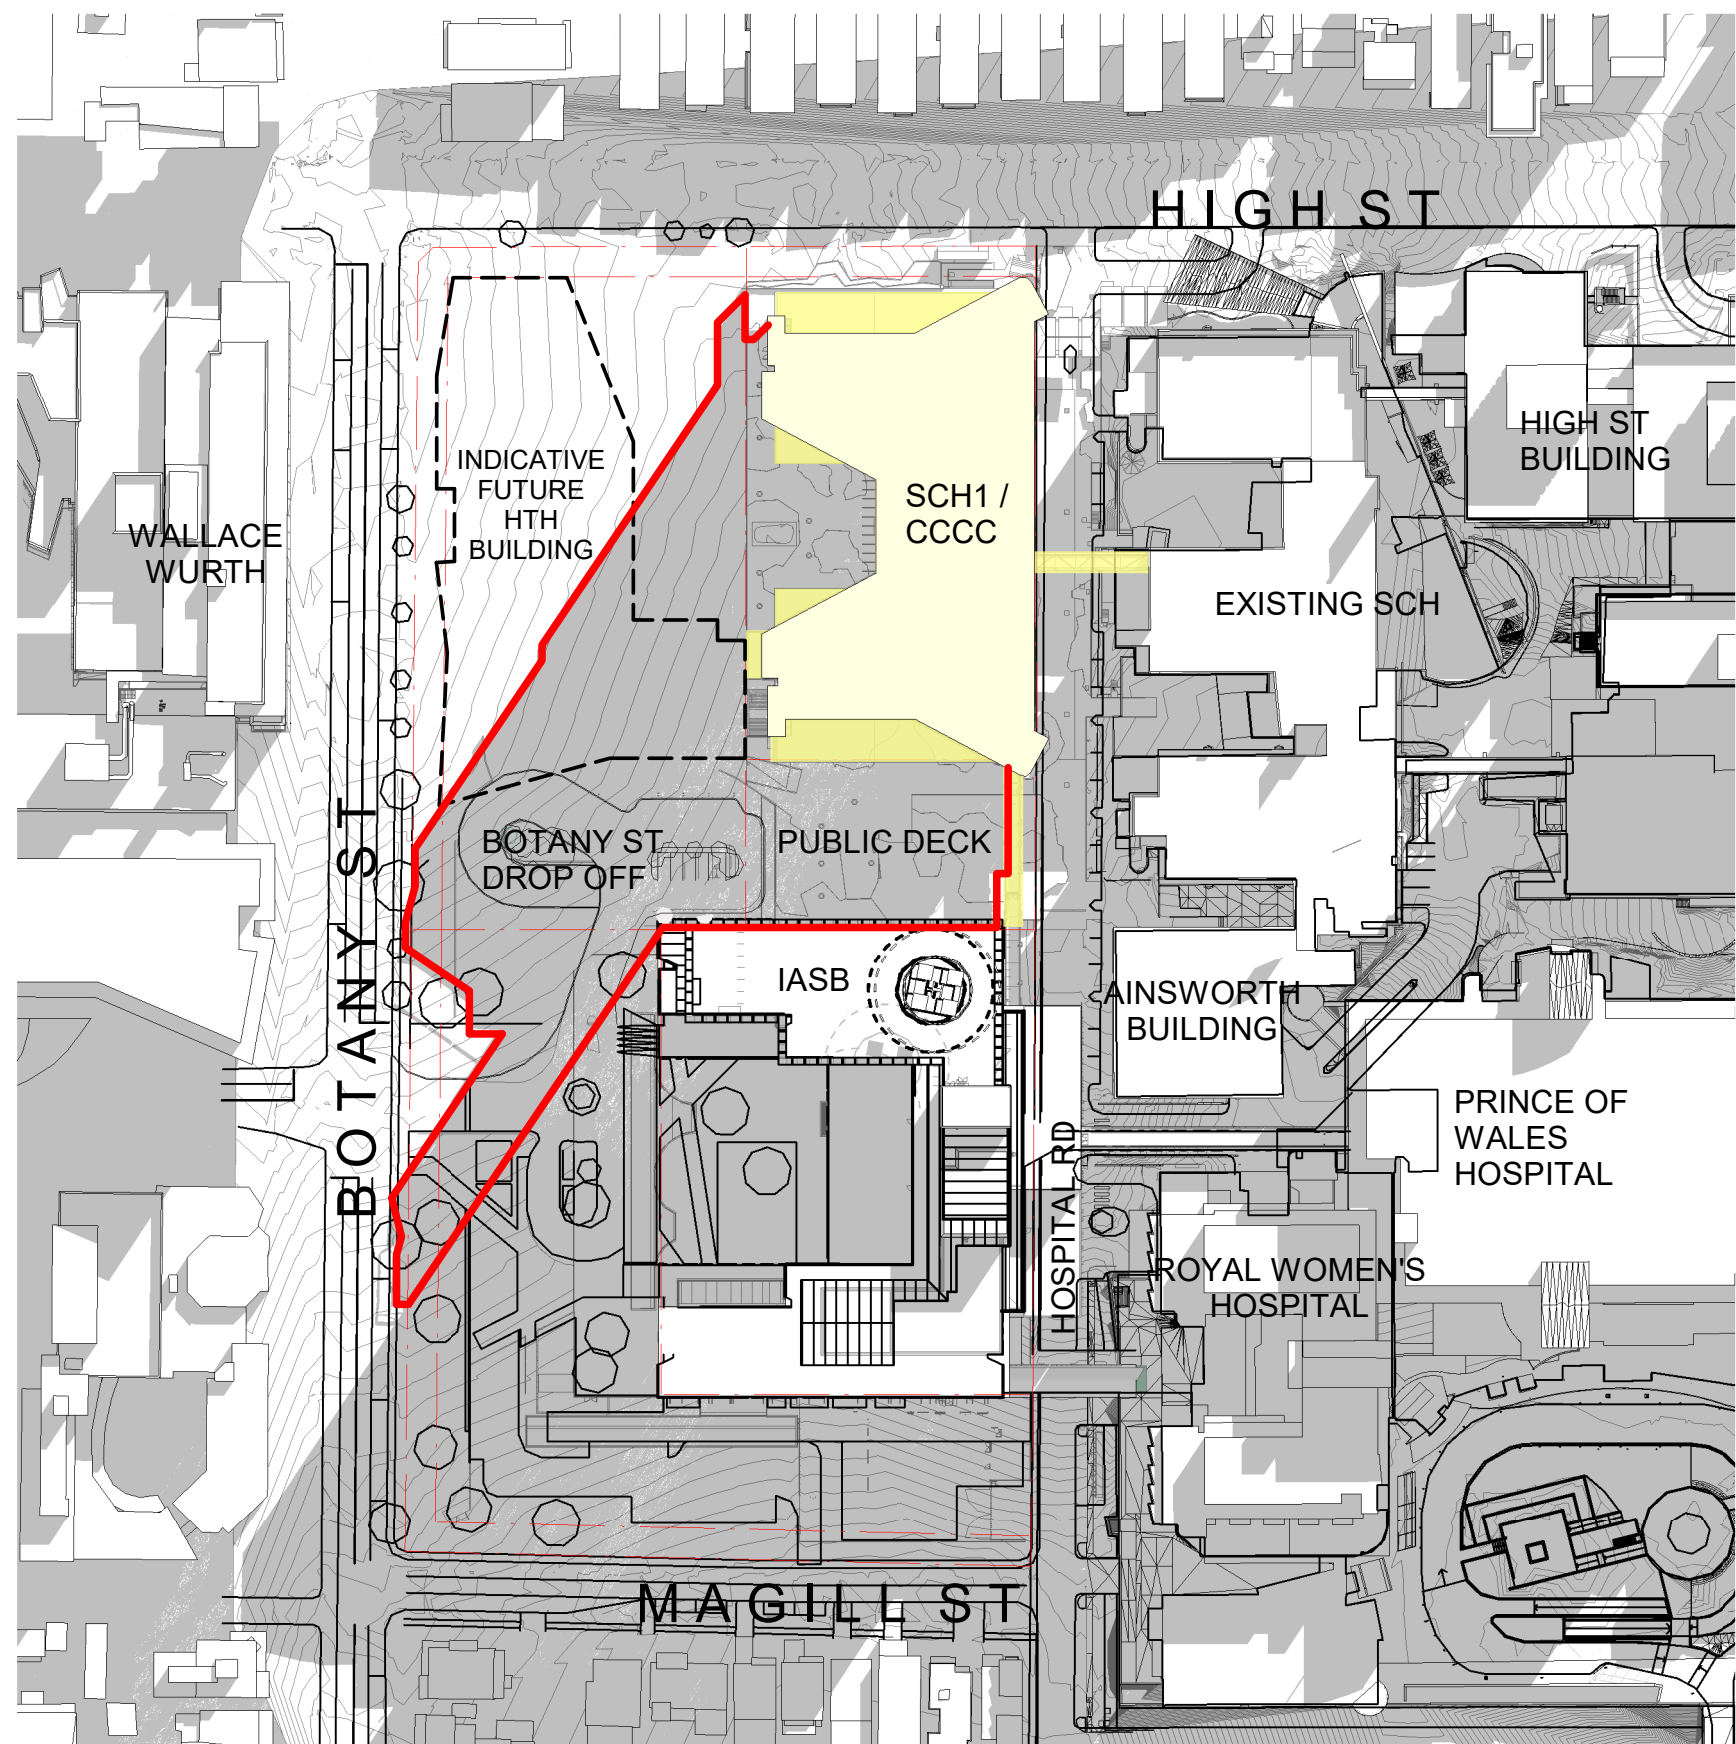 HIGH ST
HIGH ST
BUILDING
INDICATIVE
FUTURE
HTH
BUILDING
SCH1 /
CCCC
WALLACE
WURTH
EXISTING SCH
BOTANY ST
BOTANY ST
DROP OFF
PUBLIC DECK
IASB
AINSWORTH
BUILDING
PRINCE OF
WALES
HOSPITAL
HOSPITAL RD
ROYAL WOMEN'S
HOSPITAL
MAGILL ST